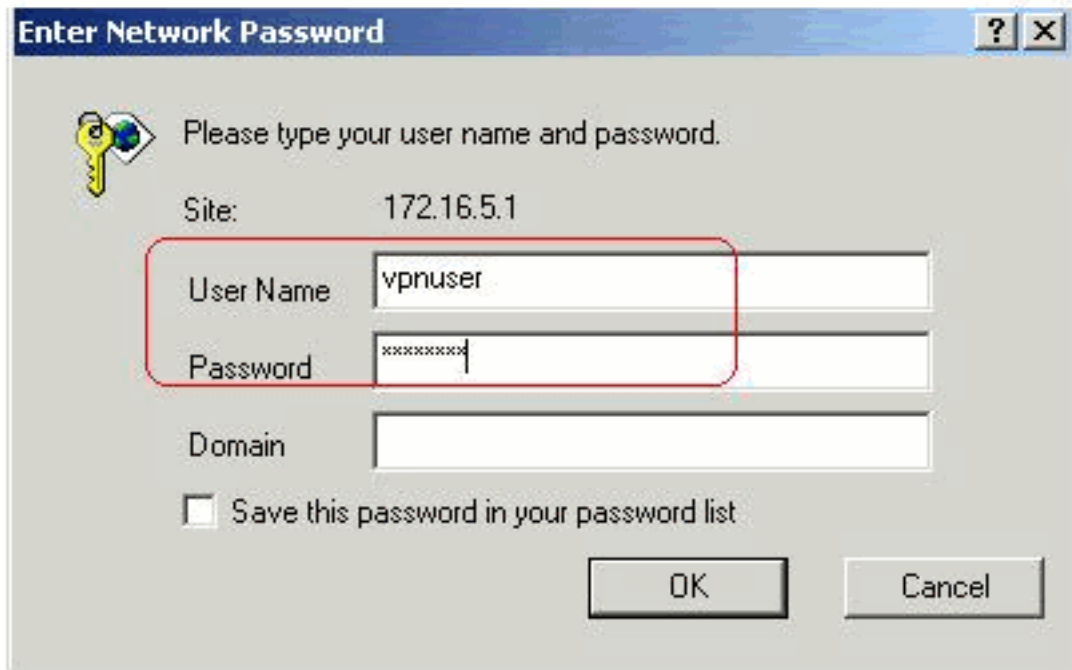 Enter Network Password
Please type your user name and password.
Site: 172.16.5.1
User Name vpnuser
Password xxxxxxxx
Domain
Save this password in your password list
OK Cancel